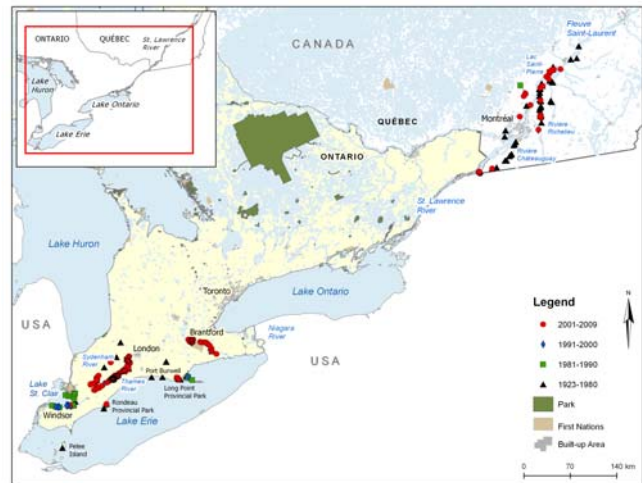 ONTARIO
QUÉBEC
St. Lawrence
River
Lake
Huron
Lake Ontario
Lake Erie
CANADA
Fleuve
Saint-Laurent
Lac
Saint-
Pierre
QUÉBEC
Montréal
Rivière
Richelieu
Rivière
Châteauguay
ONTARIO
St. Lawrence
River
Lake Huron
Toronto
Lake Ontario
USA
Niagara
River
USA
Brantford
London
Sydenham
River
Port Burwell
Thames
River
Long Point
Provincial Park
Lake
St. Clair
Windsor
Rondeau
Provincial Park
Lake Erie
Pelee
Island
N
Legend
2001-2009
1991-2000
1981-1990
1923-1980
Park
First Nations
Built-up Area
0 70 140 km